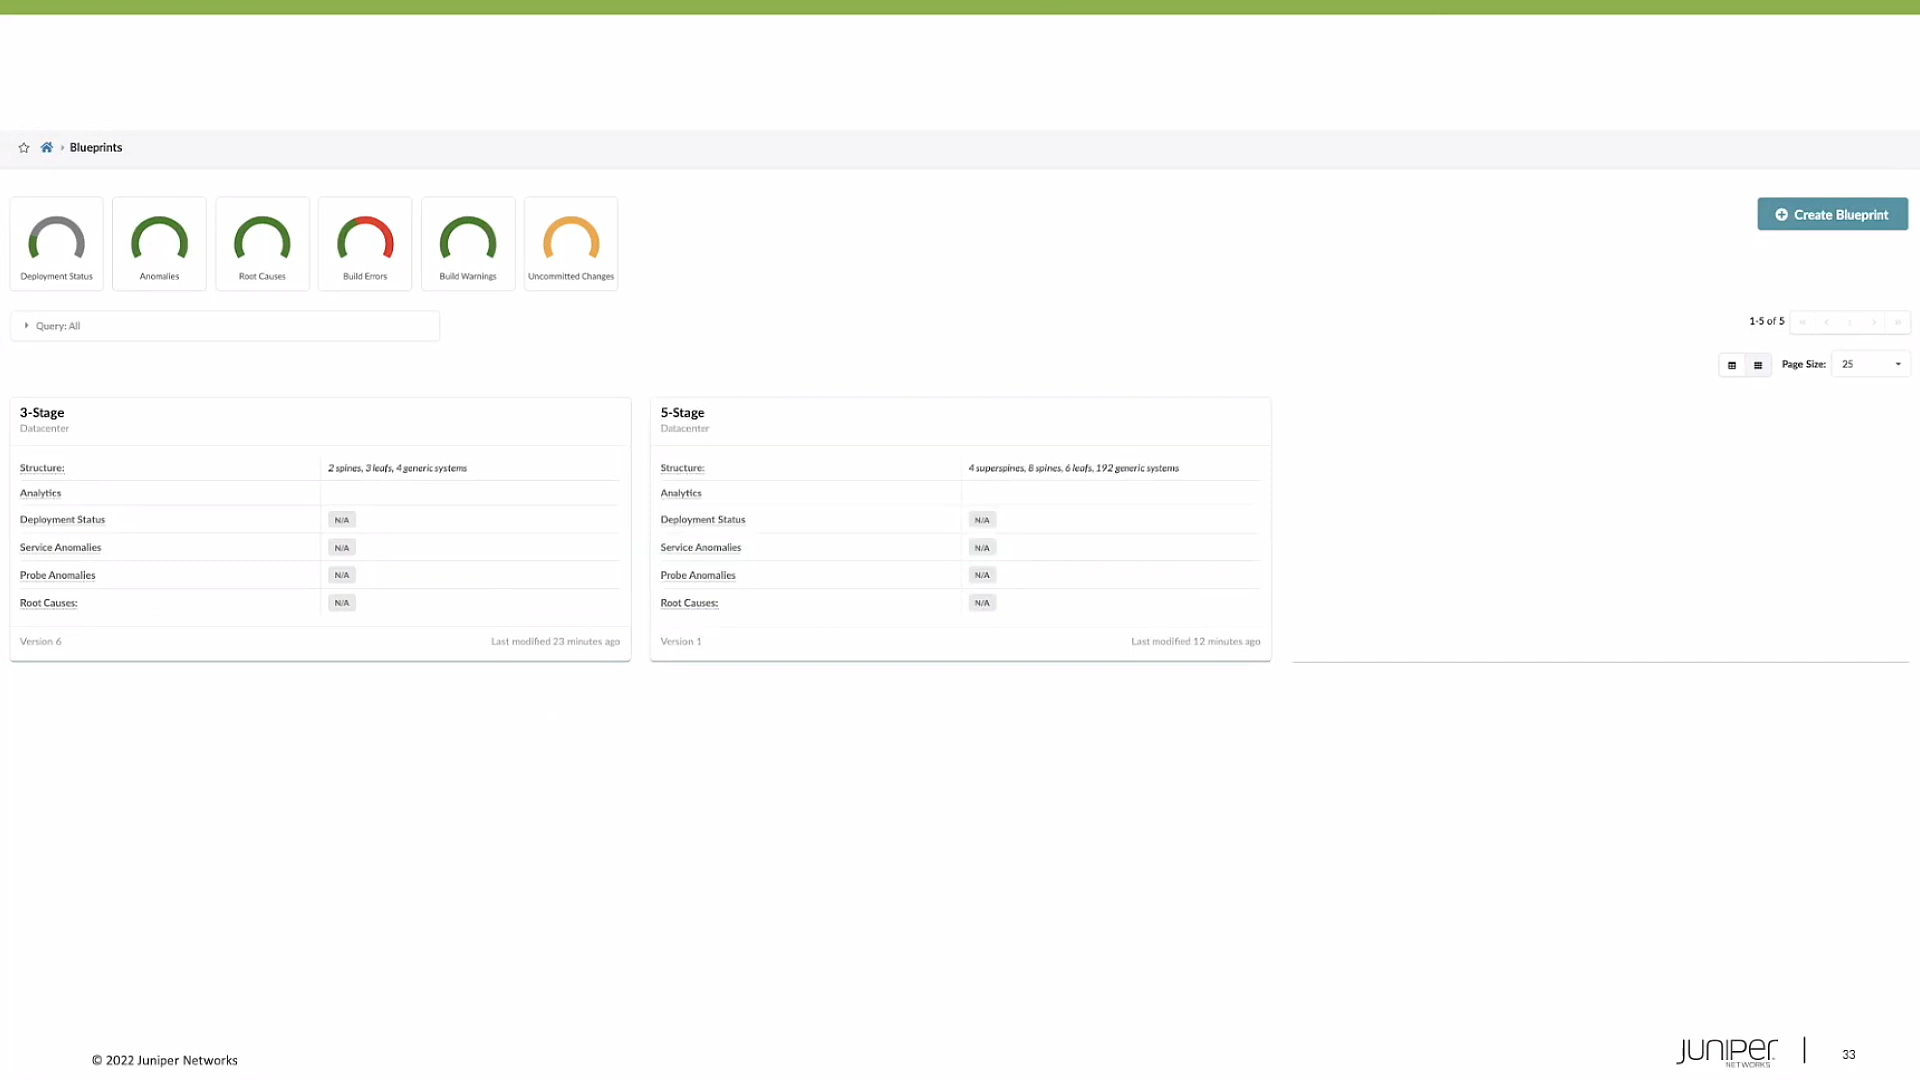 Blueprints
Deployment Status
Anomalies
Root Causes
Build Errors
Build Warnings
Uncommitted Changes
Create Blueprint
Query: All
1-5 of 5
« ‹ 1 › »
Page Size: 25
3-Stage
Datacenter
Structure: 2 spines, 3 leafs, 4 generic systems
Analytics
Deployment Status N/A
Service Anomalies N/A
Probe Anomalies N/A
Root Causes: N/A
Version 6 Last modified 23 minutes ago
5-Stage
Datacenter
Structure: 4 superspines, 8 spines, 6 leafs, 192 generic systems
Analytics
Deployment Status N/A
Service Anomalies N/A
Probe Anomalies N/A
Root Causes: N/A
Version 1 Last modified 12 minutes ago
© 2022 Juniper Networks
JUNIPER
NETWORKS
33